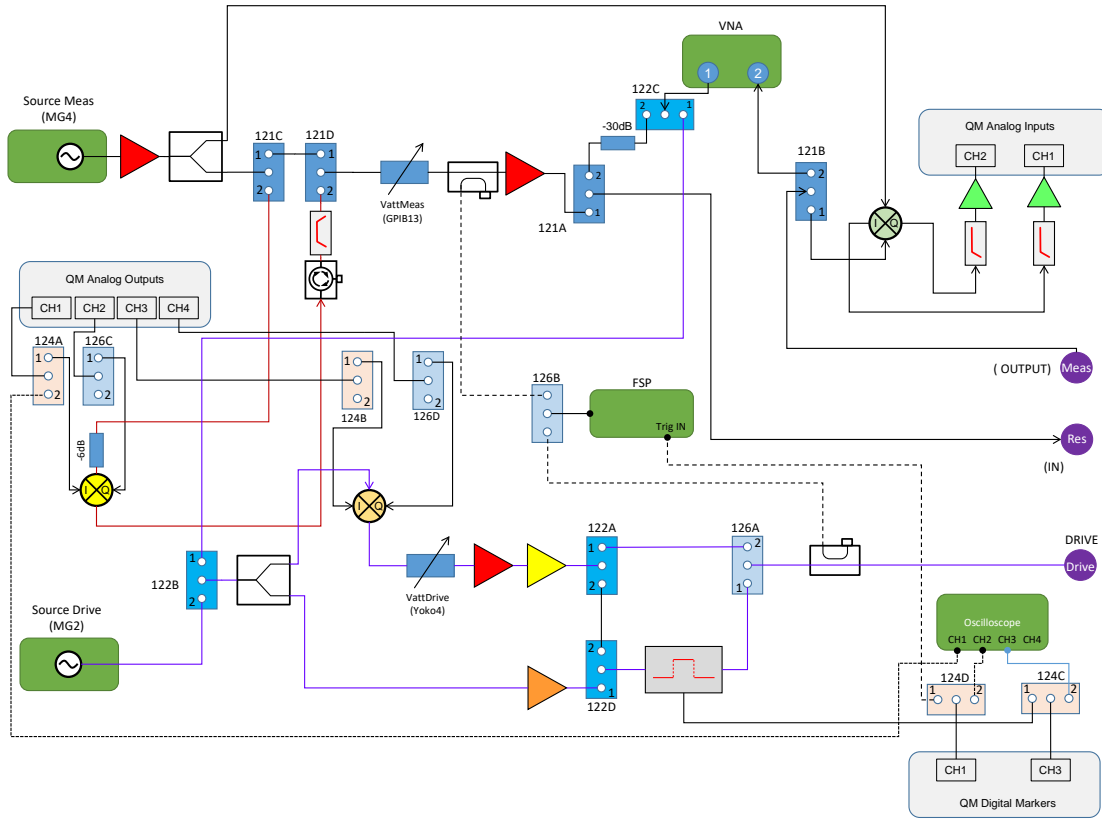 VNA
1
2
122C
2
1
-30dB
Source Meas
(MG4)
121C
1
2
121D
1
2
VattMeas
(GPIB13)
2
1
121A
121B
2
1
QM Analog Inputs
CH2
CH1
I
Q
QM Analog Outputs
CH1
CH2
CH3
CH4
124A
1
2
126C
1
2
1
2
124B
1
2
126D
126B
FSP
Trig IN
( OUTPUT)
Meas
Res
(IN)
-6dB
I
Q
I
Q
122B
1
2
VattDrive
(Yoko4)
122A
1
2
126A
2
1
DRIVE
Drive
Source Drive
(MG2)
2
1
122D
Oscilloscope
CH1
CH2
CH3
CH4
124D
1
2
124C
1
2
CH1
CH3
QM Digital Markers